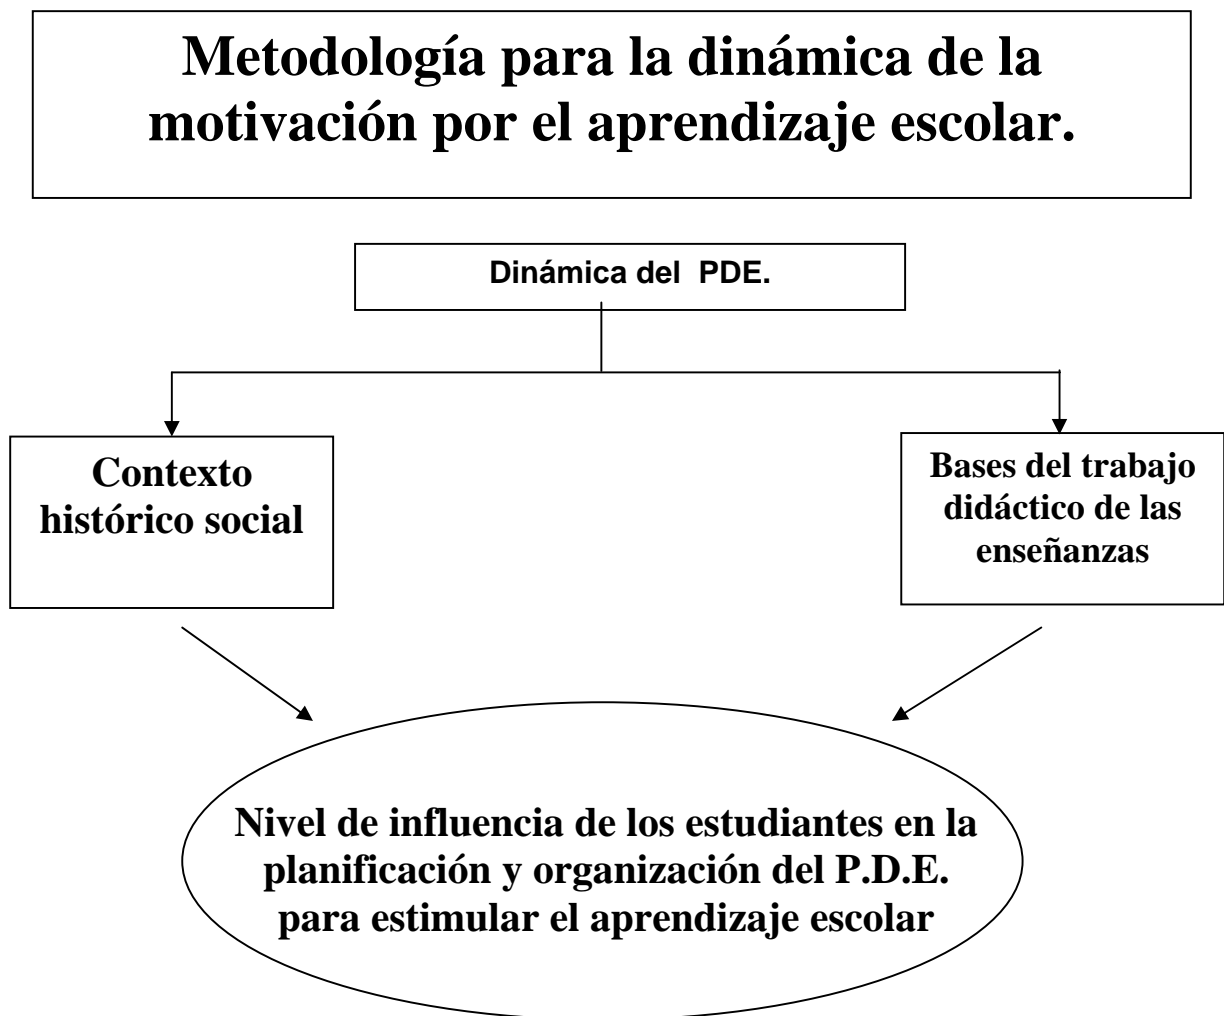 Metodología para la dinámica de la
motivación por el aprendizaje escolar.
Dinámica del PDE.
Contexto
histórico social
Bases del trabajo
didáctico de las
enseñanzas
Nivel de influencia de los estudiantes en la
planificación y organización del P.D.E.
para estimular el aprendizaje escolar